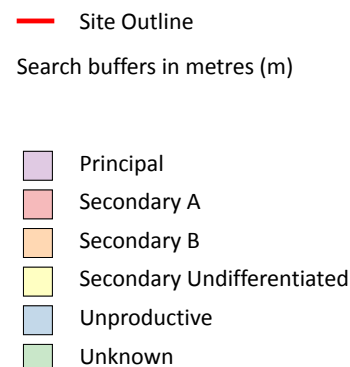 Site Outline
Search buffers in metres (m)
Principal
Secondary A
Secondary B
Secondary Undifferentiated
Unproductive
Unknown